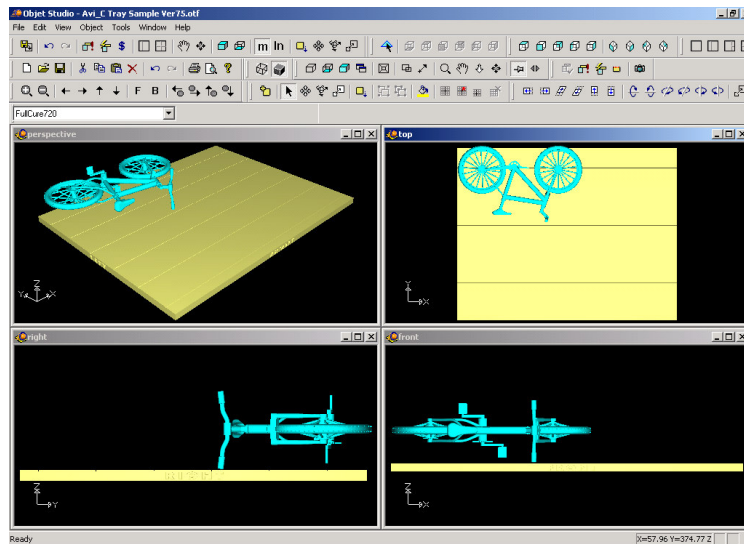 Objet Studio - Avi_C Tray Sample Ver75.otf
File Edit View Object Tools Window Help
m In
F B
FullCure720
perspective
top
Z
Y X
Y
X
right
front
Z
Y
Z
X
Ready
X=57.96 Y=374.77 Z